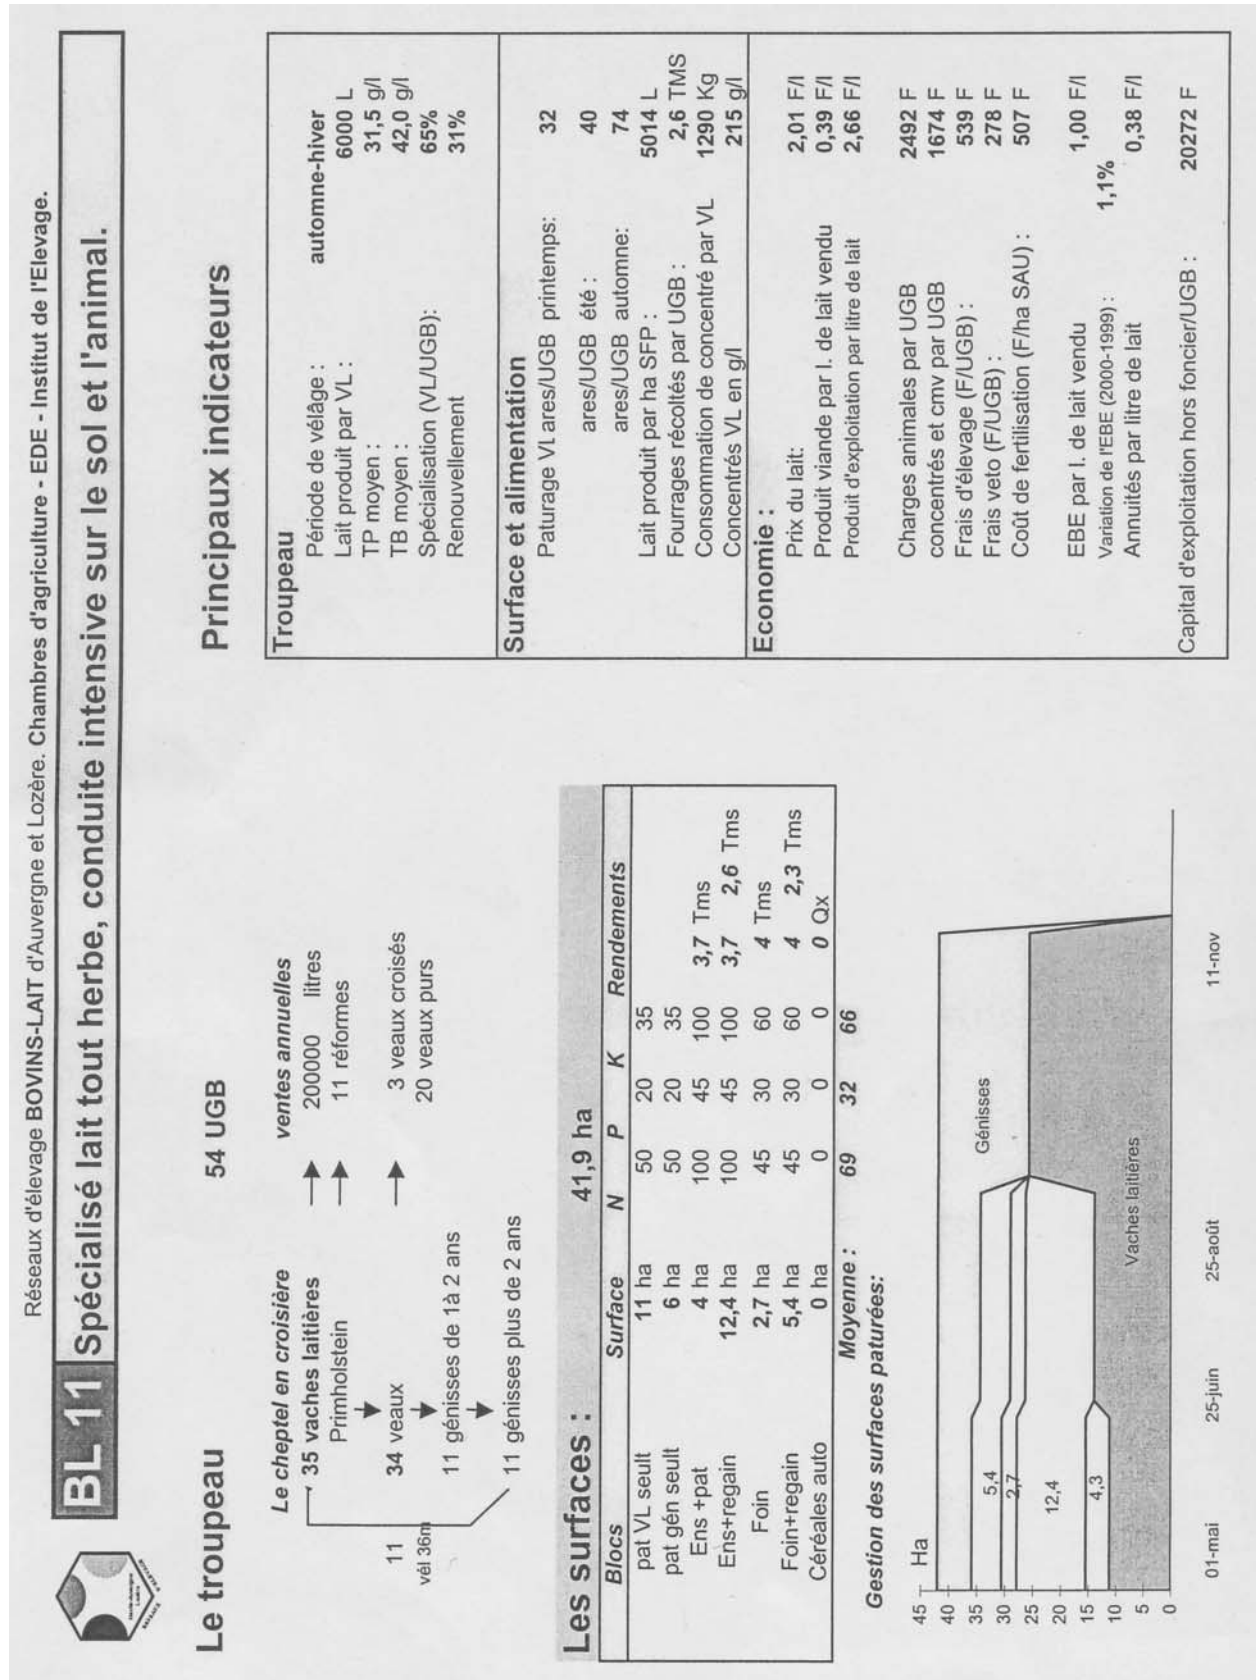 Réseaux d'élevage BOVINS-LAIT d'Auvergne et Lozère. Chambres d'agriculture - EDE - Institut de l'Elevage.
BL 11 Spécialisé lait tout herbe, conduite intensive sur le sol et l'animal.
Le troupeau 54 UGB
Le cheptel en croisière ventes annuelles
35 vaches laitières 200000 litres
Primholstein 11 réformes
34 veaux 3 veaux croisés
20 veaux purs
11 génisses de 1à 2 ans
11
vêl 36m
11 génisses plus de 2 ans
Les surfaces : 41,9 ha
Blocs Surface N P K Rendements
pat VL seult 11 ha 50 20 35
pat gén seult 6 ha 50 20 35
Ens +pat 4 ha 100 45 100 3,7 Tms
Ens+regain 12,4 ha 100 45 100 3,7 2,6 Tms
Foin 2,7 ha 45 30 60 4 Tms
Foin+regain 5,4 ha 45 30 60 4 2,3 Tms
Céréales auto 0 ha 0 0 0 0 Qx
Moyenne : 69 32 66
Gestion des surfaces paturées:
Ha
45
40
35
30
25
20
15
10
5
0
5,4
2,7
12,4
4,3
Génisses
Vaches laitières
01-mai 25-juin 25-août 11-nov
Principaux indicateurs
Troupeau
Période de vêlâge : automne-hiver
Lait produit par VL : 6000 L
TP moyen : 31,5 g/l
TB moyen : 42,0 g/l
Spécialisation (VL/UGB): 65%
Renouvellement 31%
Surface et alimentation
Paturage VL ares/UGB printemps: 32
ares/UGB été : 40
ares/UGB automne: 74
Lait produit par ha SFP : 5014 L
Fourrages récoltés par UGB : 2,6 TMS
Consommation de concentré par VL 1290 Kg
Concentrés VL en g/l 215 g/l
Economie :
Prix du lait: 2,01 F/l
Produit viande par l. de lait vendu 0,39 F/l
Produit d'exploitation par litre de lait 2,66 F/l
Charges animales par UGB 2492 F
concentrés et cmv par UGB 1674 F
Frais d'élevage (F/UGB) : 539 F
Frais veto (F/UGB) : 278 F
Coût de fertilisation (F/ha SAU) : 507 F
EBE par l. de lait vendu 1,00 F/l
Variation de l'EBE (2000-1999) : 1,1%
Annuités par litre de lait 0,38 F/l
Capital d'exploitation hors foncier/UGB : 20272 F